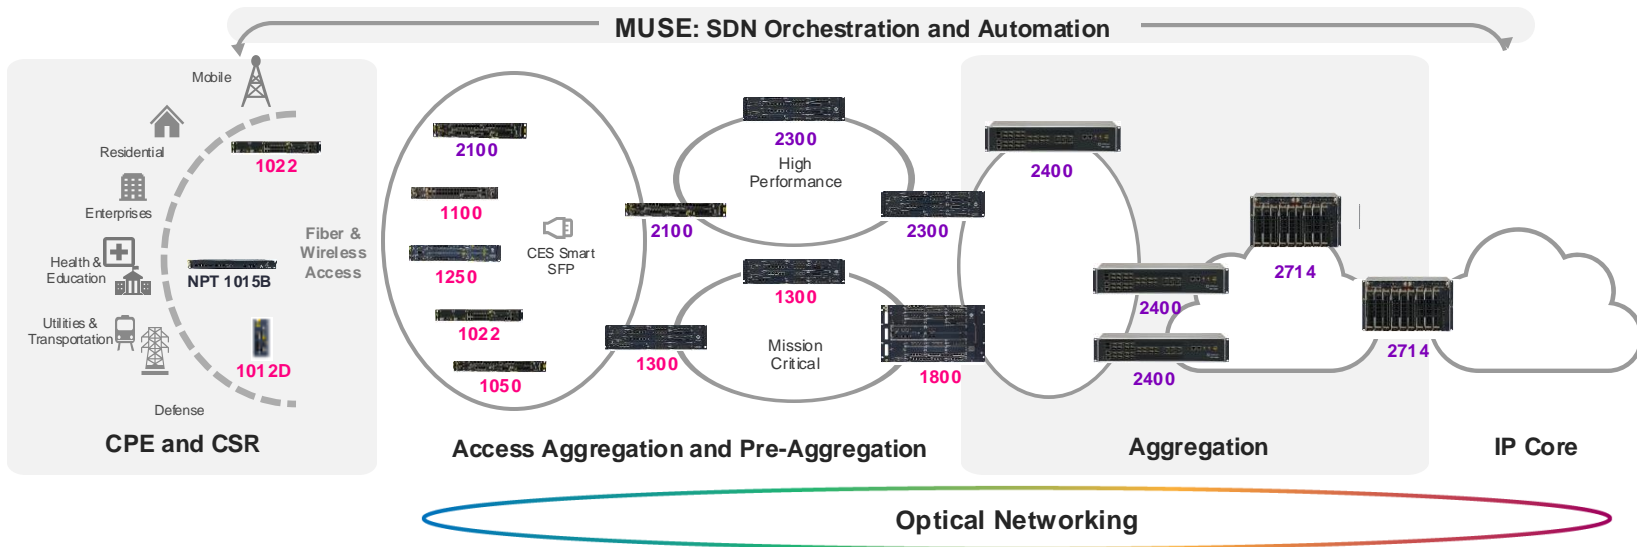 MUSE: SDN Orchestration and Automation
Mobile
Residential
Enterprises
Health &
Education
Utilities &
Transportation
Defense
1022
NPT 1015B
1012D
Fiber &
Wireless
Access
CPE and CSR
2100
1100
1250
1022
1050
CES Smart
SFP
2100
1300
2300
High
Performance
2300
1300
Mission
Critical
1800
Access Aggregation and Pre-Aggregation
2400
2400
2400
2714
2714
Aggregation
IP Core
Optical Networking